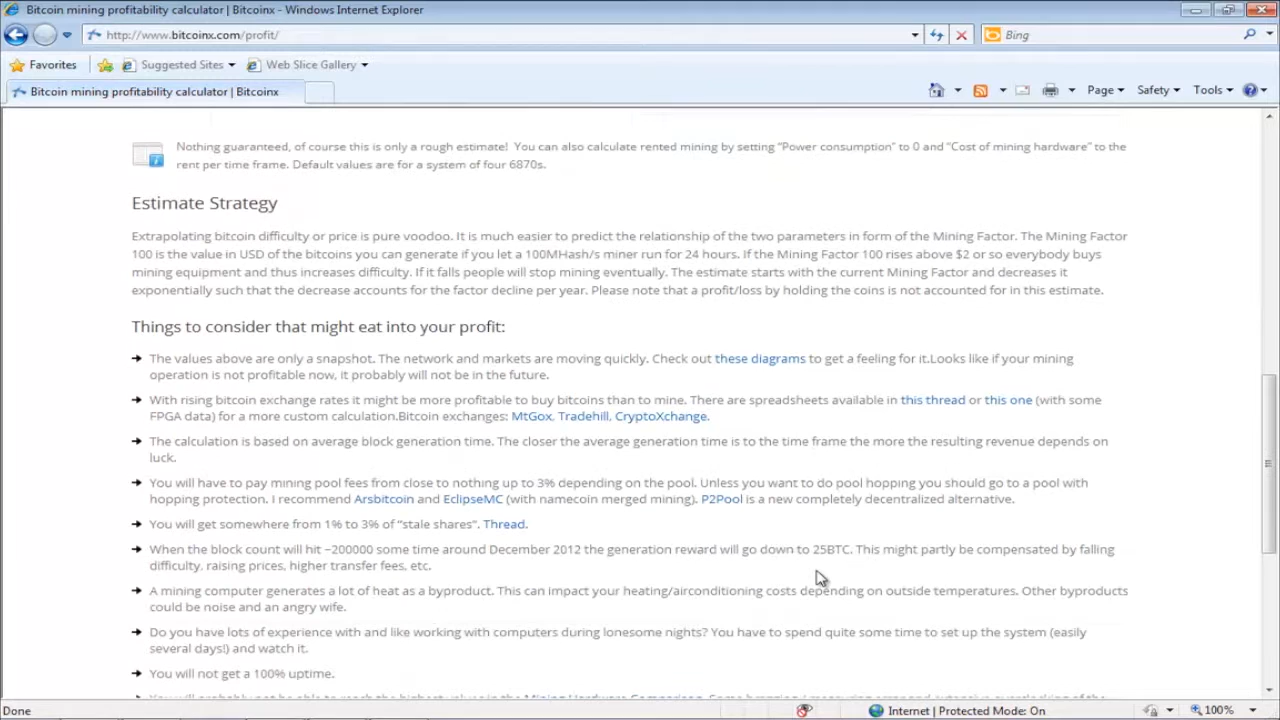 Bitcoin mining profitability calculator | Bitcoinx - Windows Internet Explorer
http://www.bitcoinx.com/profit/
Bing
Favorites
Suggested Sites
Web Slice Gallery
Bitcoin mining profitability calculator | Bitcoinx
Page
Safety
Tools
Nothing guaranteed, of course this is only a rough estimate! You can also calculate rented mining by setting "Power consumption" to 0 and "Cost of mining hardware" to the
rent per time frame. Default values are for a system of four 6870s.
Estimate Strategy
Extrapolating bitcoin difficulty or price is pure voodoo. It is much easier to predict the relationship of the two parameters in form of the Mining Factor. The Mining Factor
100 is the value in USD of the bitcoins you can generate if you let a 100MHash/s miner run for 24 hours. If the Mining Factor 100 rises above $2 or so everybody buys
mining equipment and thus increases difficulty. If it falls people will stop mining eventually. The estimate starts with the current Mining Factor and decreases it
exponentially such that the decrease accounts for the factor decline per year. Please note that a profit/loss by holding the coins is not accounted for in this estimate.
Things to consider that might eat into your profit:
The values above are only a snapshot. The network and markets are moving quickly. Check out these diagrams to get a feeling for it.Looks like if your mining
operation is not profitable now, it probably will not be in the future.
With rising bitcoin exchange rates it might be more profitable to buy bitcoins than to mine. There are spreadsheets available in this thread or this one (with some
FPGA data) for a more custom calculation.Bitcoin exchanges: MtGox, Tradehill, CryptoXchange.
The calculation is based on average block generation time. The closer the average generation time is to the time frame the more the resulting revenue depends on
luck.
You will have to pay mining pool fees from close to nothing up to 3% depending on the pool. Unless you want to do pool hopping you should go to a pool with
hopping protection. I recommend Arsbitcoin and EclipseMC (with namecoin merged mining). P2Pool is a new completely decentralized alternative.
You will get somewhere from 1% to 3% of "stale shares". Thread.
When the block count will hit ~200000 some time around December 2012 the generation reward will go down to 25BTC. This might partly be compensated by falling
difficulty, raising prices, higher transfer fees, etc.
A mining computer generates a lot of heat as a byproduct. This can impact your heating/airconditioning costs depending on outside temperatures. Other byproducts
could be noise and an angry wife.
Do you have lots of experience with and like working with computers during lonesome nights? You have to spend quite some time to set up the system (easily
several days!) and watch it.
You will not get a 100% uptime.
Done
Internet | Protected Mode: On
100%